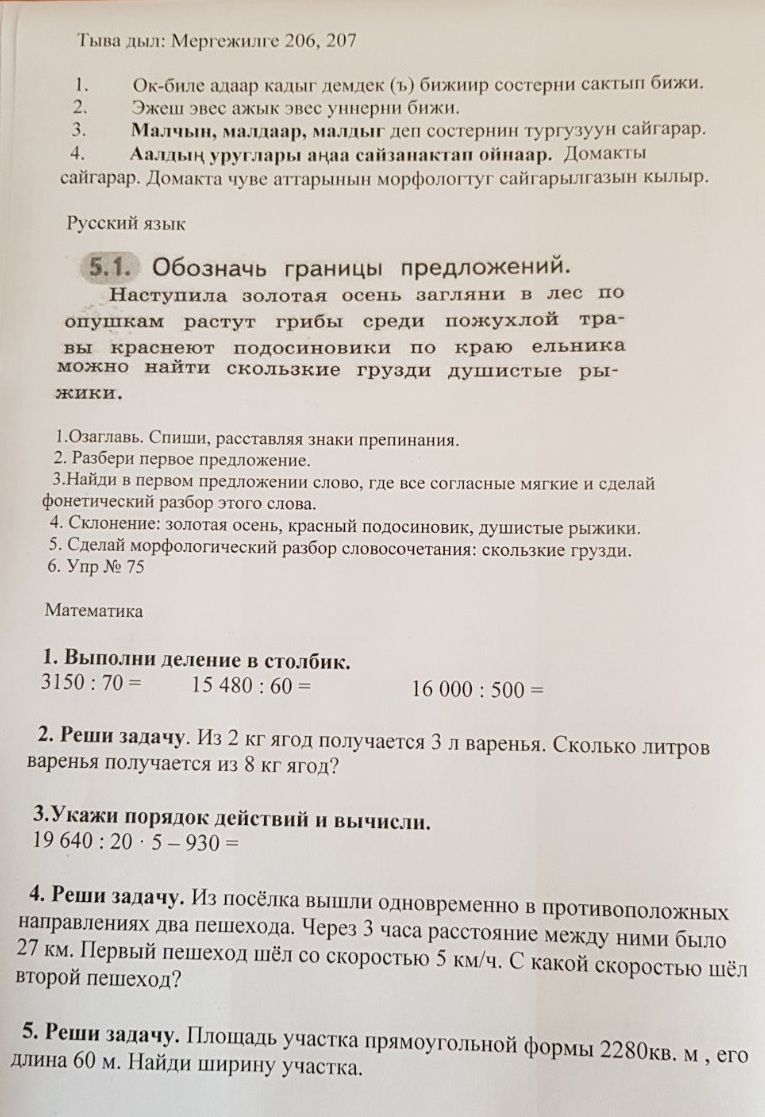 Тыва дыл: Мергежилге 206, 207
1. Ок-биле адаар кадыг демдек (ъ) бижиир состерни сактып бижи.
2. Эжеш эвес ажык эвес уннерни бижи.
3. Малчын, малдаар, малдыг деп состернин тургузуун сайгарар.
4. Аалдың уруглары аңаа сайзанактап ойнаар. Домакты
сайгарар. Домакта чуве аттарынын морфологтуг сайгарылгазын кылыр.
Русский язык
5.1. Обозначь границы предложений.
Наступила золотая осень загляни в лес по
опушкам растут грибы среди пожухлой тра-
вы краснеют подосиновики по краю ельника
можно найти скользкие грузди душистые ры-
жики.
1.Озаглавь. Спиши, расставляя знаки препинания.
2. Разбери первое предложение.
3.Найди в первом предложении слово, где все согласные мягкие и сделай
фонетический разбор этого слова.
4. Склонение: золотая осень, красный подосиновик, душистые рыжики.
5. Сделай морфологический разбор словосочетания: скользкие грузди.
6. Упр № 75
Математика
1. Выполни деление в столбик.
3150 : 70 = 15 480 : 60 = 16 000 : 500 =
2. Реши задачу. Из 2 кг ягод получается 3 л варенья. Сколько литров
варенья получается из 8 кг ягод?
3.Укажи порядок действий и вычисли.
19 640 : 20 · 5 – 930 =
4. Реши задачу. Из посёлка вышли одновременно в противоположных
направлениях два пешехода. Через 3 часа расстояние между ними было
27 км. Первый пешеход шёл со скоростью 5 км/ч. С какой скоростью шёл
второй пешеход?
5. Реши задачу. Площадь участка прямоугольной формы 2280кв. м , его
длина 60 м. Найди ширину участка.